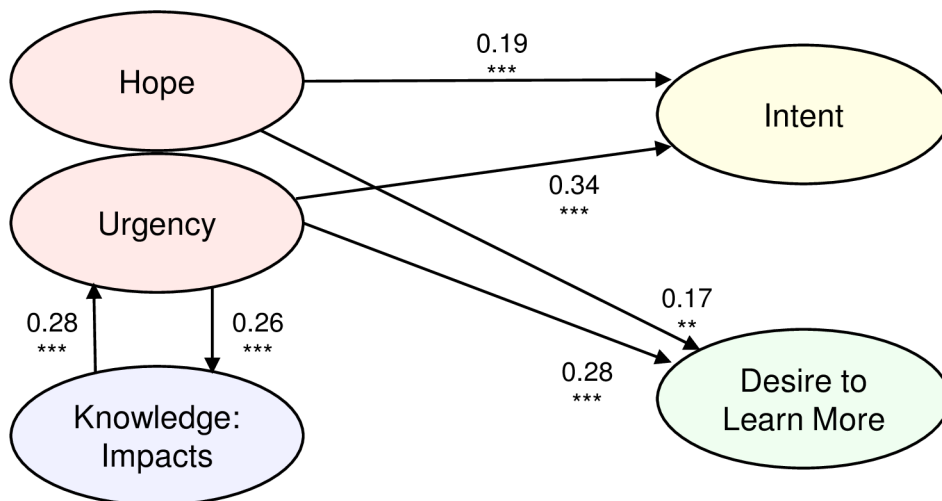 Hope
0.19
***
Intent
Urgency
0.34
***
0.28
***
0.26
***
0.17
**
0.28
***
Knowledge:
Impacts
Desire to
Learn More